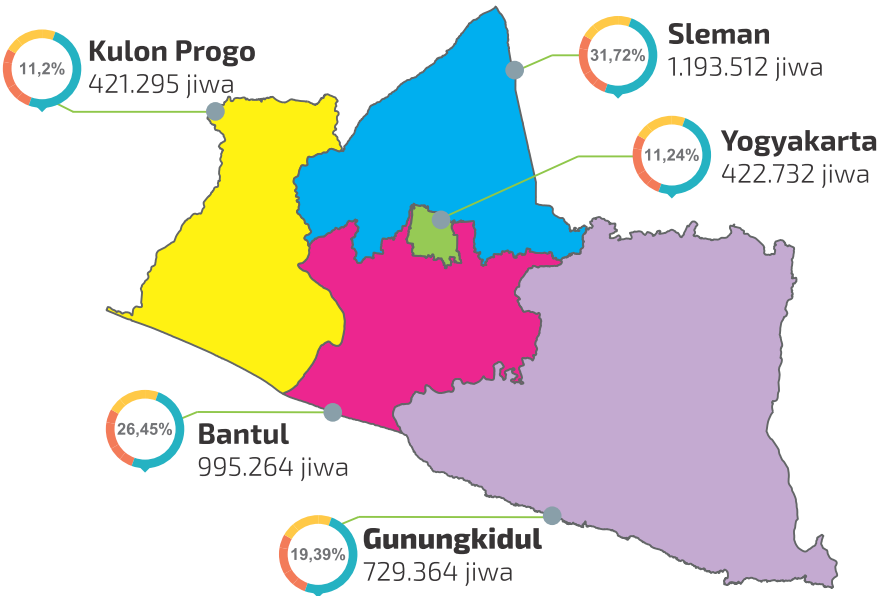 11,2%
Kulon Progo
421.295 jiwa
31,72%
Sleman
1.193.512 jiwa
11,24%
Yogyakarta
422.732 jiwa
26,45%
Bantul
995.264 jiwa
19,39%
Gunungkidul
729.364 jiwa